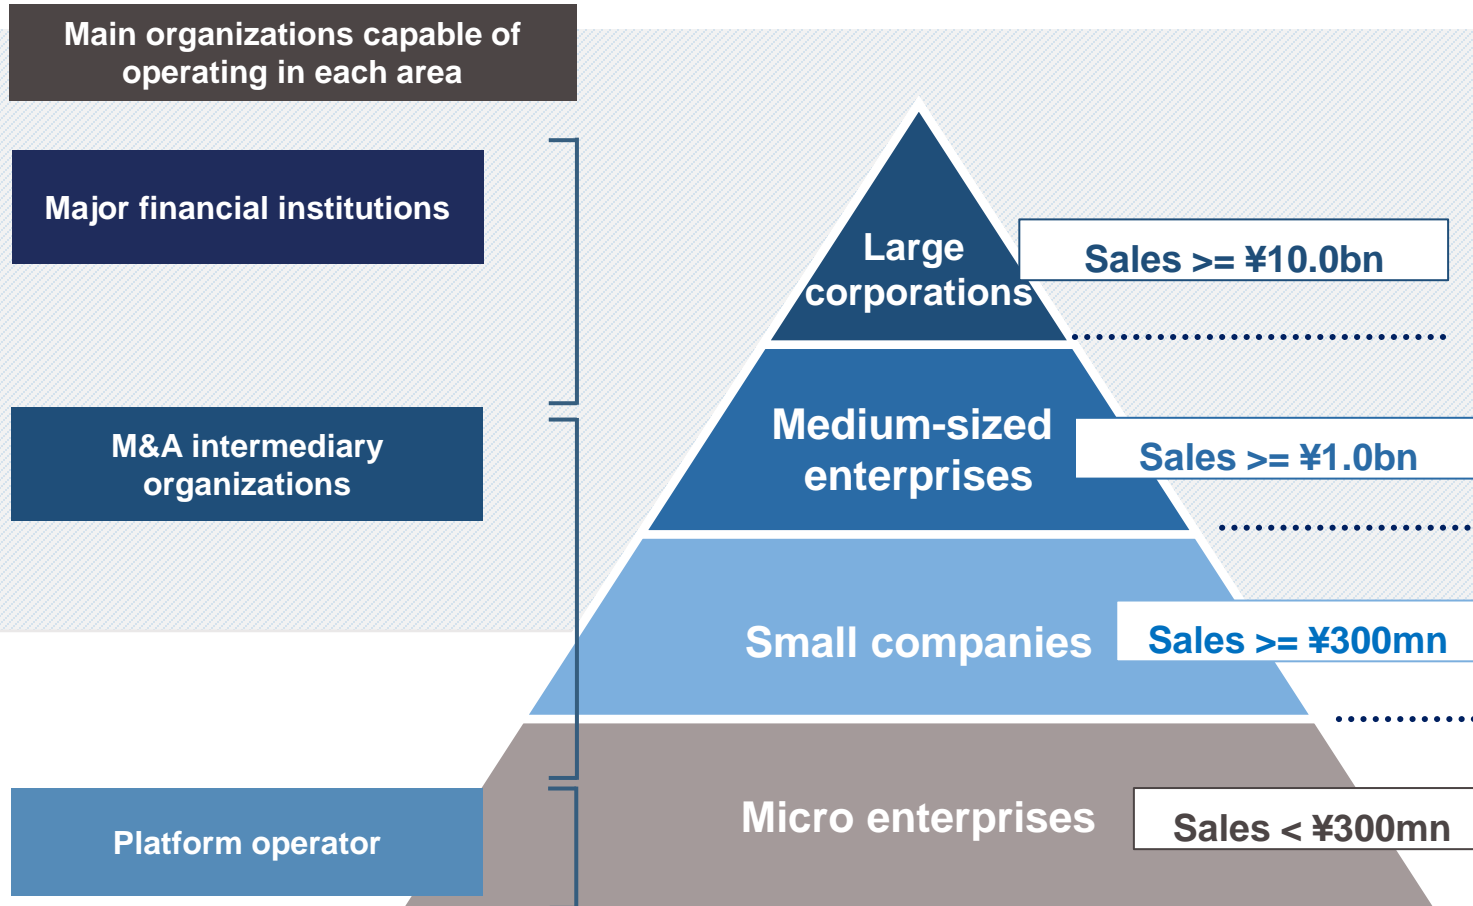 Main organizations capable of
operating in each area
Major financial institutions
Large
corporations
Sales >= ¥10.0bn
M&A intermediary
organizations
Medium-sized
enterprises
Sales >= ¥1.0bn
Small companies
Sales >= ¥300mn
Platform operator
Micro enterprises
Sales < ¥300mn